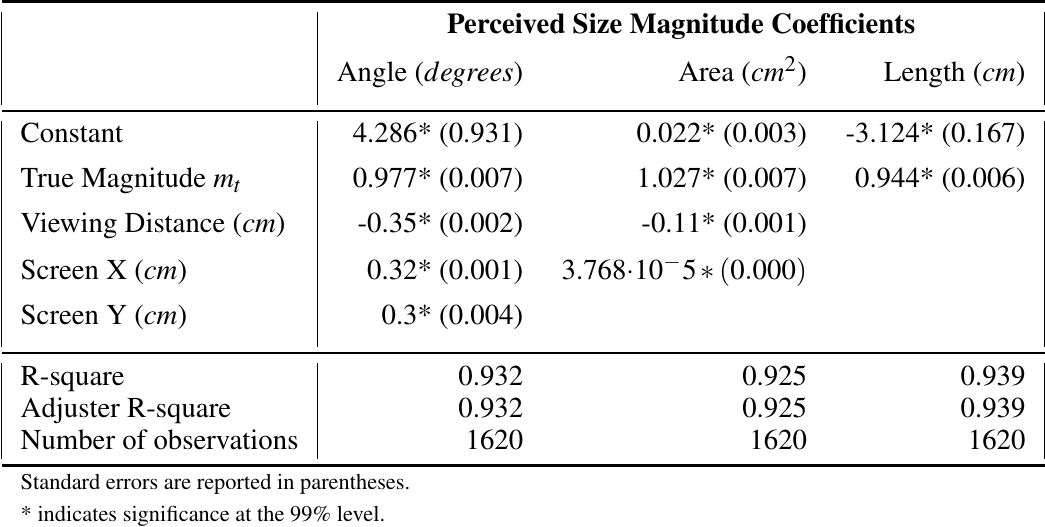 Perceived Size Magnitude Coefficients
Angle (degrees) Area (cm²) Length (cm)
Constant 4.286* (0.931) 0.022* (0.003) -3.124* (0.167)
True Magnitude mₜ 0.977* (0.007) 1.027* (0.007) 0.944* (0.006)
Viewing Distance (cm) -0.35* (0.002) -0.11* (0.001)
Screen X (cm) 0.32* (0.001) 3.768·10⁻5 ∗ (0.000)
Screen Y (cm) 0.3* (0.004)
R-square 0.932 0.925 0.939
Adjuster R-square 0.932 0.925 0.939
Number of observations 1620 1620 1620
Standard errors are reported in parentheses.
* indicates significance at the 99% level.